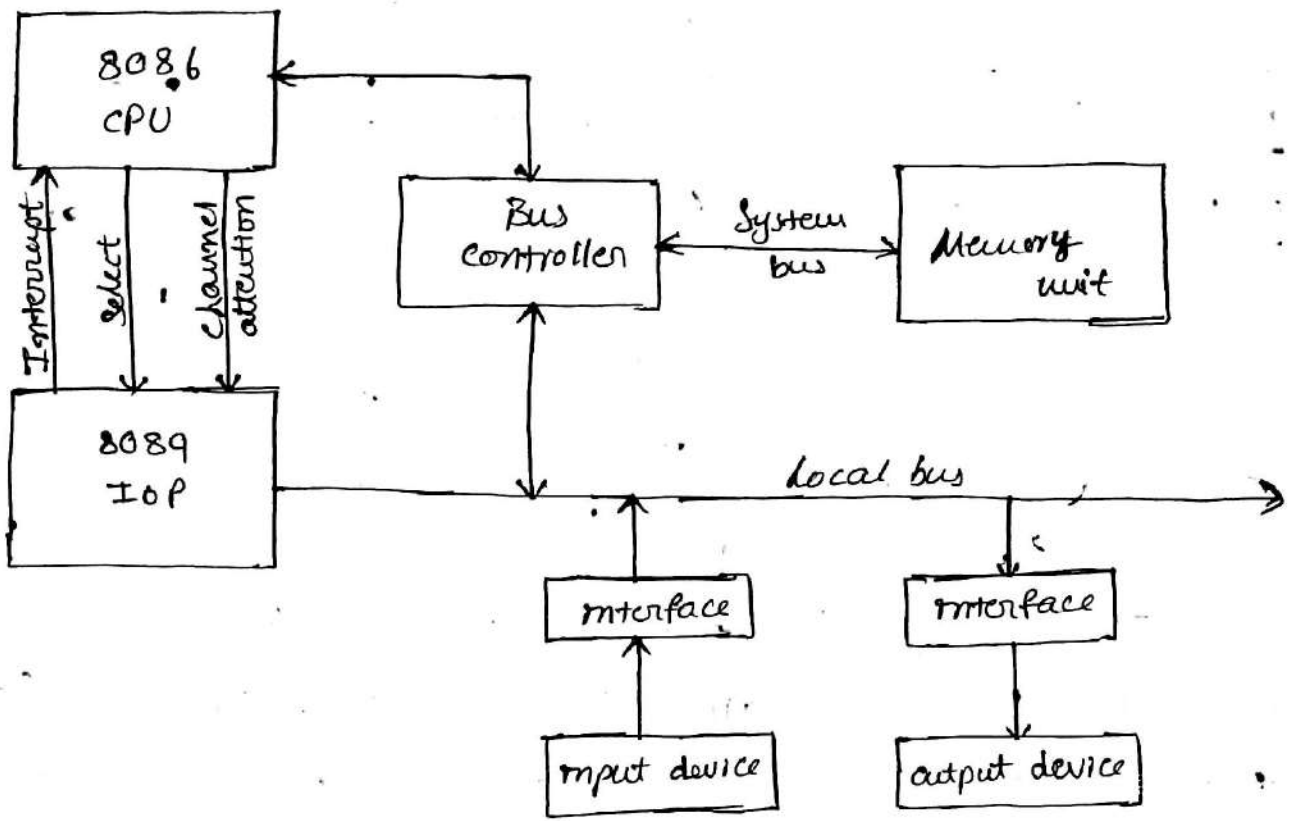 8086
CPU
Interrupt
Select
Channel
attention
Bus
controller
System
bus
Memory
unit
8089
IOP
Local bus
Interface
Interface
Input device
output device